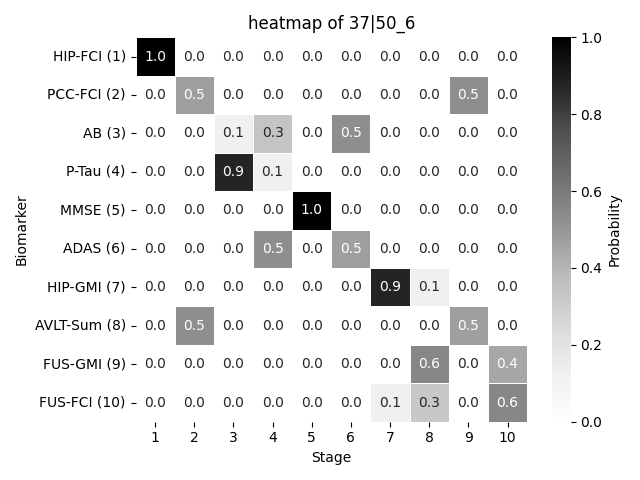 heatmap of 37|50_6
HIP-FCI (1) 1.0 0.0 0.0 0.0 0.0 0.0 0.0 0.0 0.0 0.0
PCC-FCI (2) 0.0 0.5 0.0 0.0 0.0 0.0 0.0 0.0 0.5 0.0
AB (3) 0.0 0.0 0.1 0.3 0.0 0.5 0.0 0.0 0.0 0.0
P-Tau (4) 0.0 0.0 0.9 0.1 0.0 0.0 0.0 0.0 0.0 0.0
MMSE (5) 0.0 0.0 0.0 0.0 1.0 0.0 0.0 0.0 0.0 0.0
ADAS (6) 0.0 0.0 0.0 0.5 0.0 0.5 0.0 0.0 0.0 0.0
HIP-GMI (7) 0.0 0.0 0.0 0.0 0.0 0.0 0.9 0.1 0.0 0.0
AVLT-Sum (8) 0.0 0.5 0.0 0.0 0.0 0.0 0.0 0.0 0.5 0.0
FUS-GMI (9) 0.0 0.0 0.0 0.0 0.0 0.0 0.0 0.6 0.0 0.4
FUS-FCI (10) 0.0 0.0 0.0 0.0 0.0 0.0 0.1 0.3 0.0 0.6
1 2 3 4 5 6 7 8 9 10
Stage
Biomarker
1.0
0.8
0.6
0.4
0.2
0.0
Probability